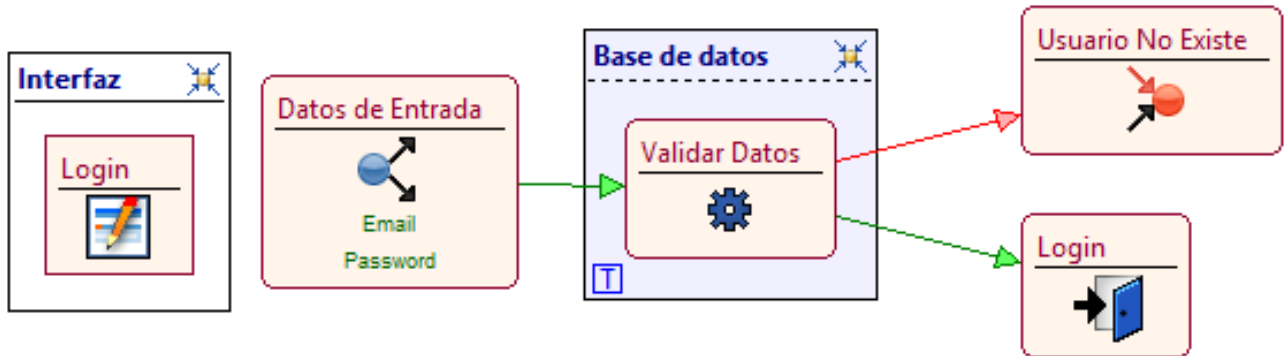 Interfaz
Login
Datos de Entrada
Email
Password
Base de datos
Validar Datos
T
Usuario No Existe
Login